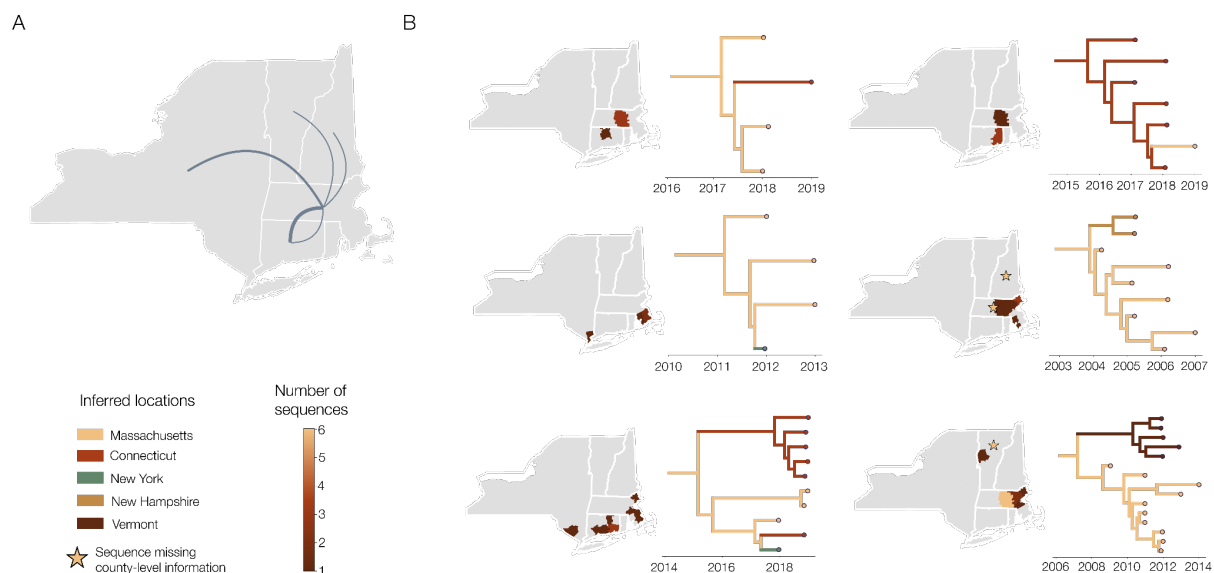 A
B
2016 2017 2018 2019
2015 2016 2017 2018 2019
2010 2011 2012 2013
2003 2004 2005 2006 2007
Inferred locations
Massachusetts
Connecticut
New York
New Hampshire
Vermont
Sequence missing
county-level information
Number of
sequences
6
5
4
3
2
1
2014 2016 2018
2006 2008 2010 2012 2014